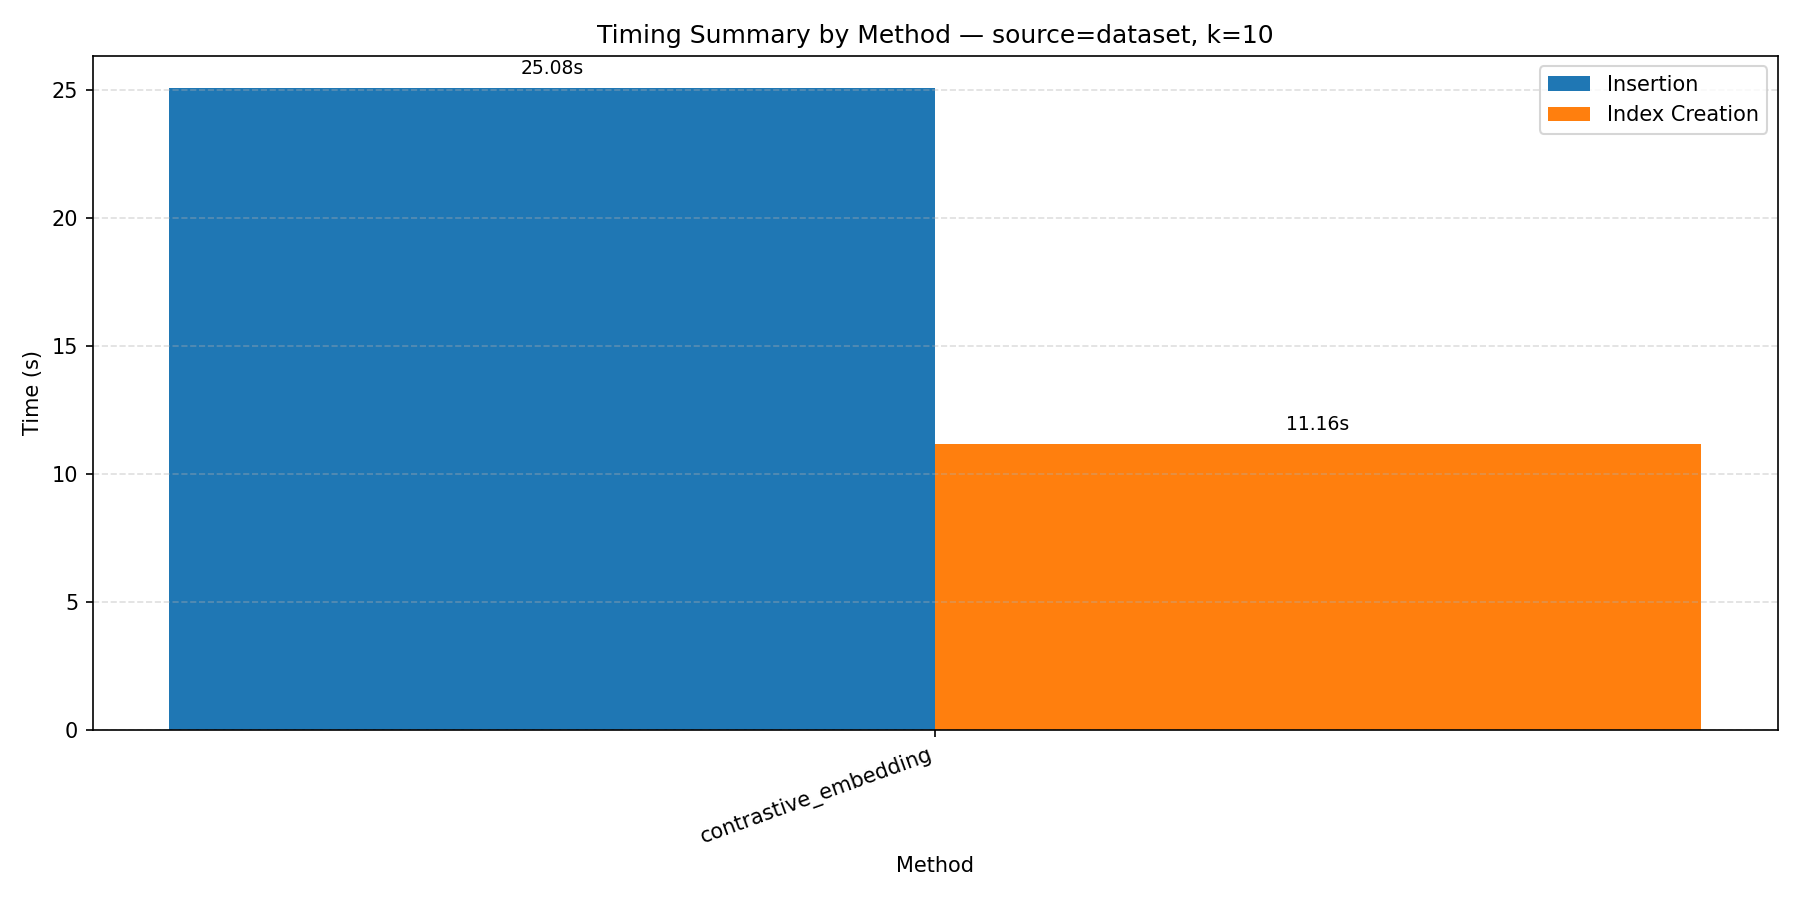 Timing Summary by Method — source=dataset, k=10
25.08s
Insertion
Index Creation
25
20
15
11.16s
10
5
0
Time (s)
contrastive_embedding
Method